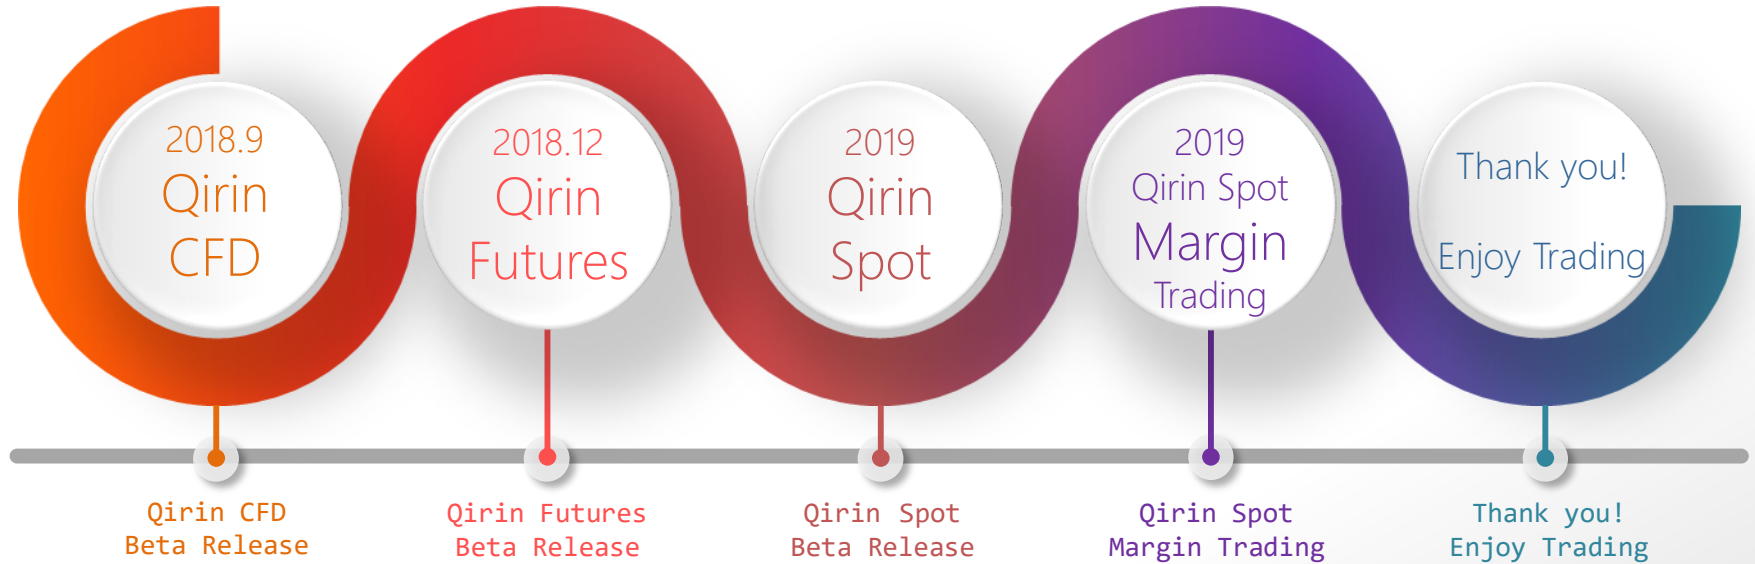 2018.9
Qirin
CFD
2018.12
Qirin
Futures
2019
Qirin
Spot
2019
Qirin Spot
Margin
Trading
Thank you!
Enjoy Trading
Qirin CFD
Beta Release
Qirin Futures
Beta Release
Qirin Spot
Beta Release
Qirin Spot
Margin Trading
Thank you!
Enjoy Trading